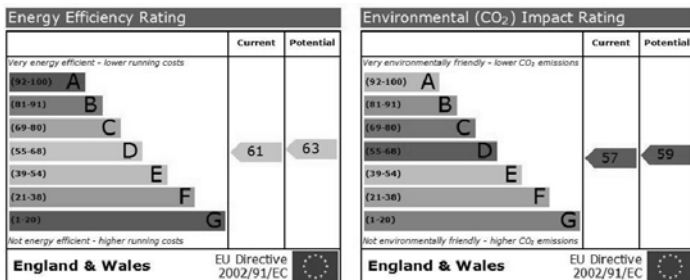 Energy Efficiency Rating
Current Potential
Very energy efficient - lower running costs
(92-100) A
(81-91) B
(69-80) C
(55-68) D
(39-54) E
(21-38) F
(1-20) G
61
63
Not energy efficient - higher running costs
England & Wales
EU Directive
2002/91/EC
Environmental (CO₂) Impact Rating
Current Potential
Very environmentally friendly - lower CO₂ emissions
(92-100) A
(81-91) B
(69-80) C
(55-68) D
(39-54) E
(21-38) F
(1-20) G
57
59
Not environmentally friendly - higher CO₂ emissions
England & Wales
EU Directive
2002/91/EC